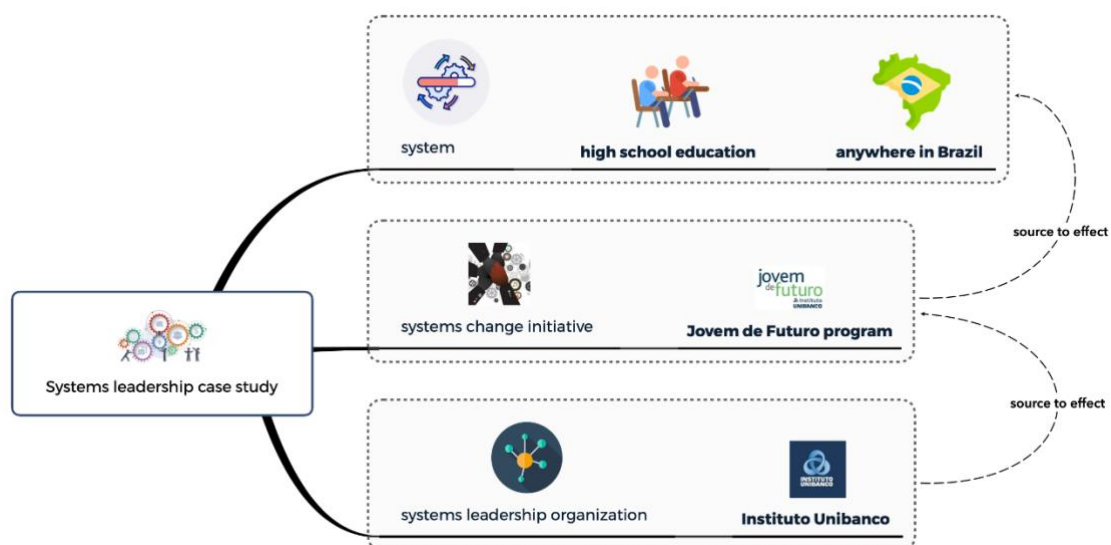 system
high school education
anywhere in Brazil
source to effect
jovem
de futuro
Instituto
UNIBANCO
systems change initiative
Jovem de Futuro program
Systems leadership case study
source to effect
INSTITUTO
UNIBANCO
systems leadership organization
Instituto Unibanco